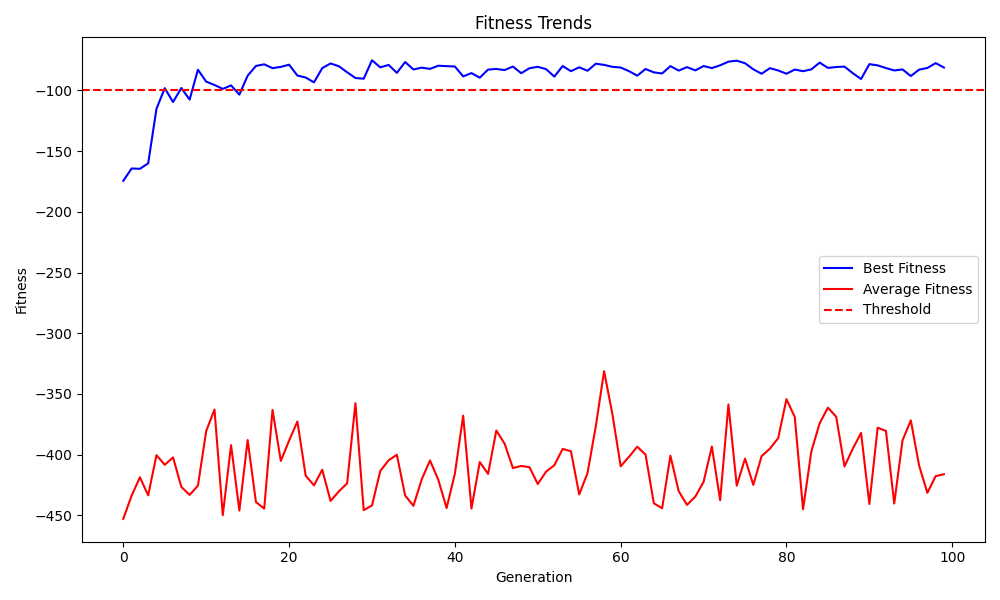 Fitness Trends
Fitness
−100
−150
−200
−250
−300
−350
−400
−450
Best Fitness
Average Fitness
Threshold
0 20 40 60 80 100
Generation